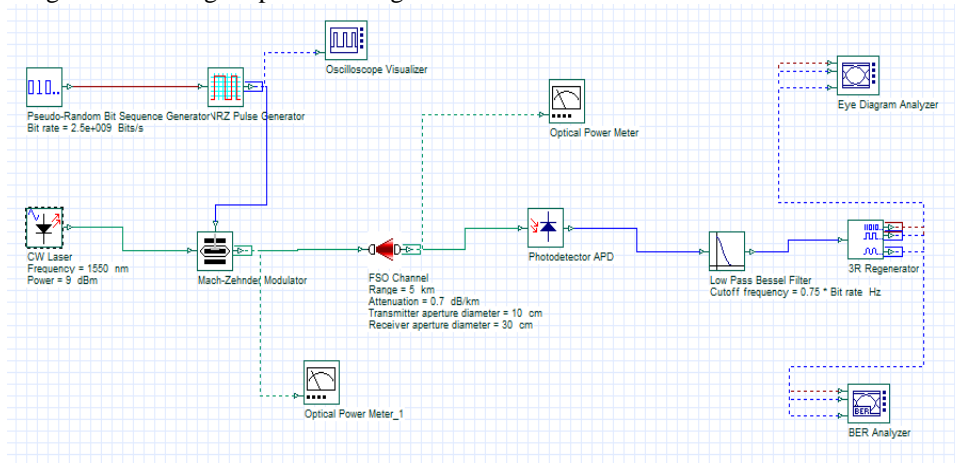 Oscilloscope Visualizer
Pseudo-Random Bit Sequence Generator
Bit rate = 2.5e+009 Bits/s
NRZ Pulse Generator
Optical Power Meter
Eye Diagram Analyzer
CW Laser
Frequency = 1550 nm
Power = 9 dBm
Mach-Zehnder Modulator
FSO Channel
Range = 5 km
Attenuation = 0.7 dB/km
Transmitter aperture diameter = 10 cm
Receiver aperture diameter = 30 cm
Photodetector APD
Low Pass Bessel Filter
Cutoff frequency = 0.75 * Bit rate Hz
3R Regenerator
Optical Power Meter_1
BER
BER Analyzer